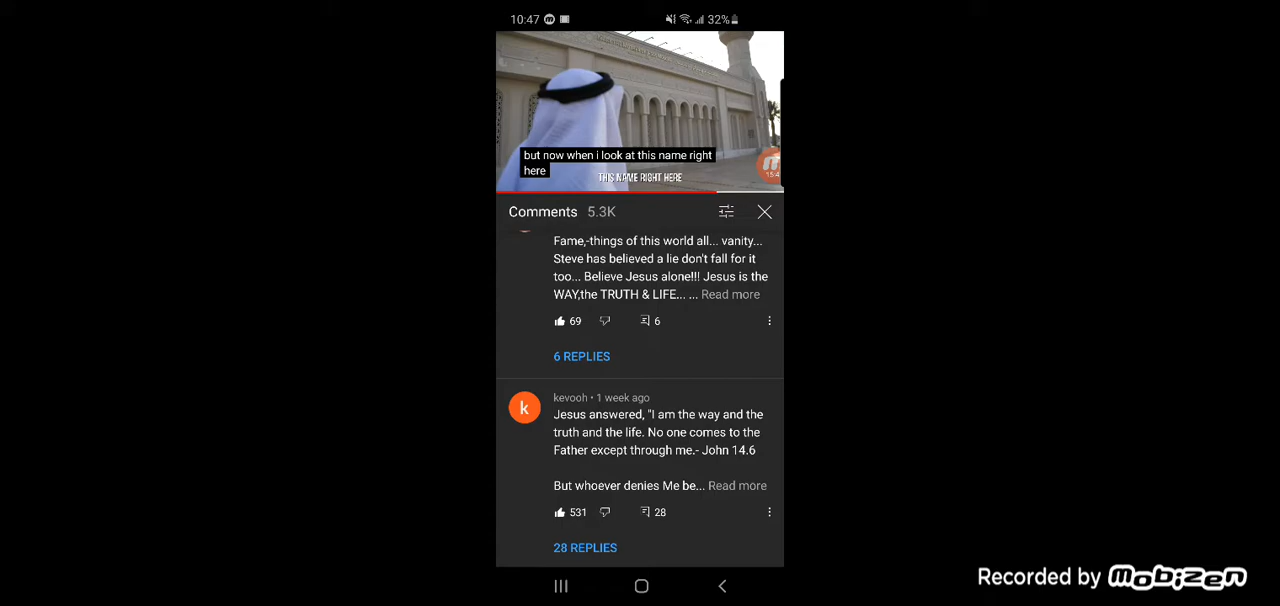 10:47
32%
but now when i look at this name right
here
THIS NAME RIGHT HERE
15:4
Comments 5.3K
Fame,-things of this world all... vanity...
Steve has believed a lie don't fall for it
too... Believe Jesus alone!!! Jesus is the
WAY,the TRUTH & LIFE... ... Read more
69 6
6 REPLIES
k
kevooh • 1 week ago
Jesus answered, "I am the way and the
truth and the life. No one comes to the
Father except through me.- John 14.6
But whoever denies Me be... Read more
531 28
28 REPLIES
Recorded by mobizen